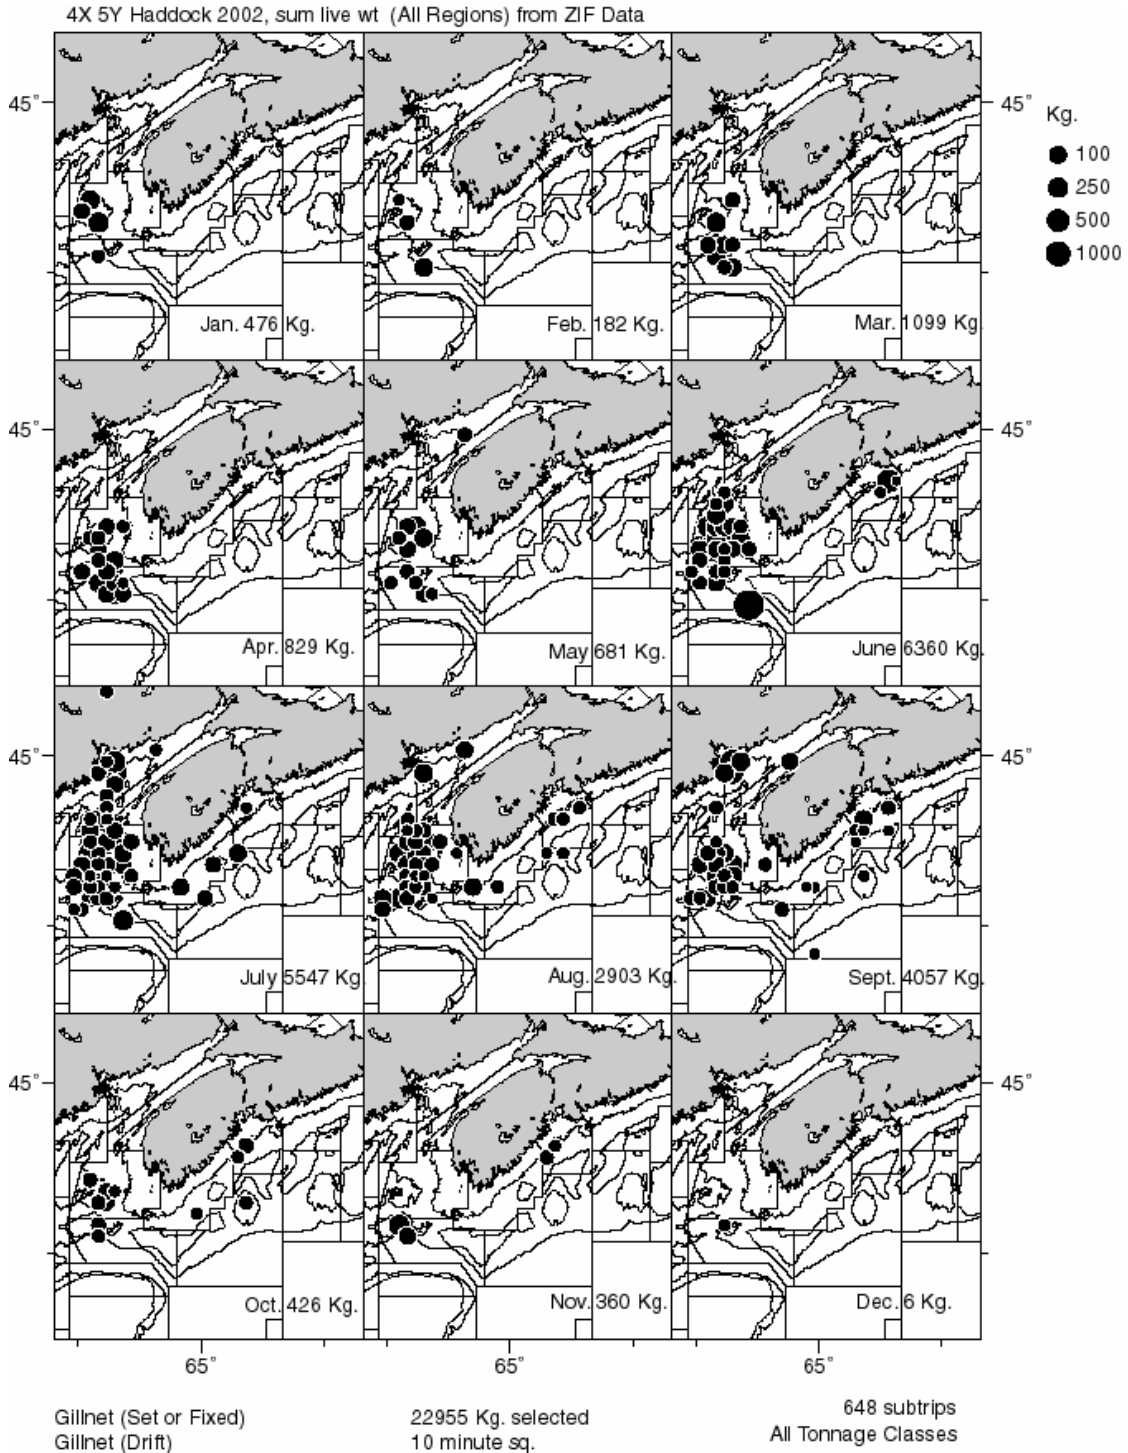 4X 5Y Haddock 2002, sum live wt (All Regions) from ZIF Data
45° 45°
Kg.
100
250
500
1000
Jan. 476 Kg. Feb. 182 Kg. Mar. 1099 Kg.
45° 45°
Apr. 829 Kg. May 681 Kg. June 6360 Kg.
45° 45°
July 5547 Kg. Aug. 2903 Kg. Sept. 4057 Kg.
45° 45°
Oct. 426 Kg. Nov. 360 Kg. Dec. 6 Kg.
65° 65° 65°
Gillnet (Set or Fixed) 22955 Kg. selected 648 subtrips
Gillnet (Drift) 10 minute sq. All Tonnage Classes